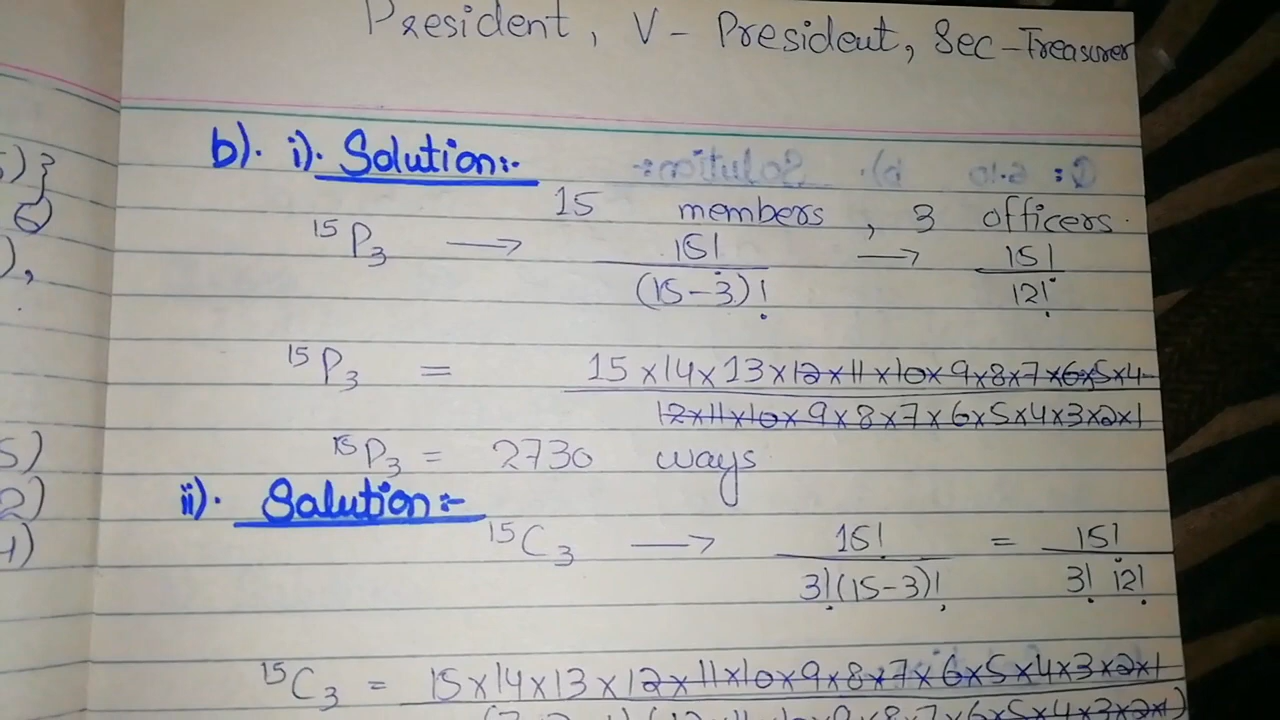 President, V- President, Sec-Treasurer
b). i). Solution:-
15 members, 3 officers.
¹⁵P₃ → 15! / (15-3)! → 15! / 12!
¹⁵P₃ = 15×14×13×12×11×10×9×8×7×6×5×4 / 12×11×10×9×8×7×6×5×4×3×2×1
¹⁵P₃ = 2730 ways
ii). Solution:-
¹⁵C₃ → 15! / 3!(15-3)! = 15! / 3! 12!
¹⁵C₃ = 15×14×13×12×11×10×9×8×7×6×5×4×3×2×1